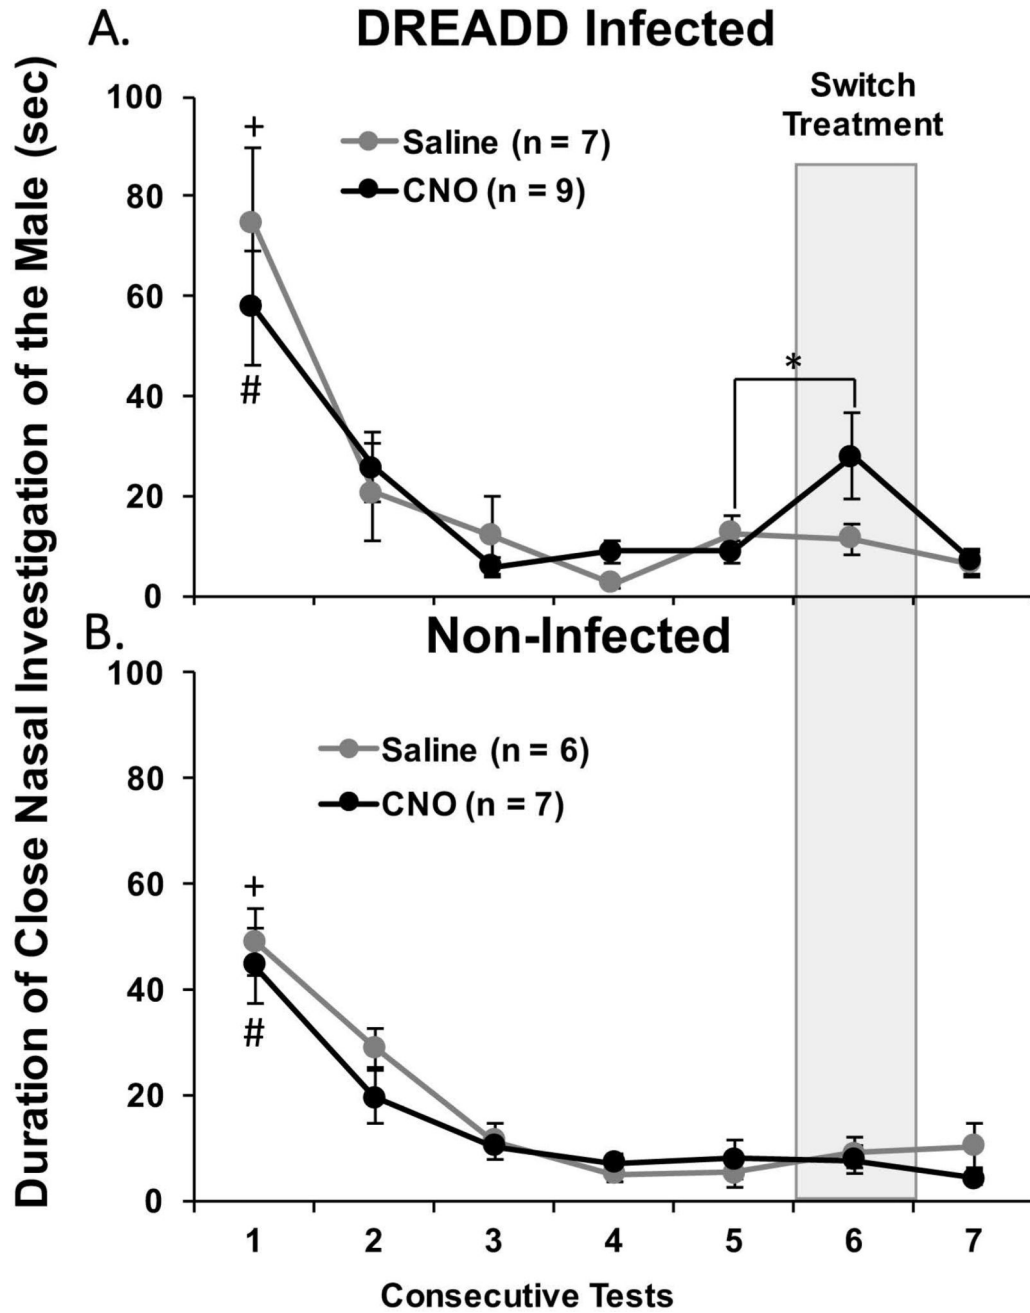 A.
DREADD Infected
Duration of Close Nasal Investigation of the Male (sec)
Switch
Treatment
100
80
60
40
20
0
+
#
Saline (n = 7)
CNO (n = 9)
*
B.
Non-Infected
100
80
60
40
20
0
Saline (n = 6)
CNO (n = 7)
+
#
1 2 3 4 5 6 7
Consecutive Tests